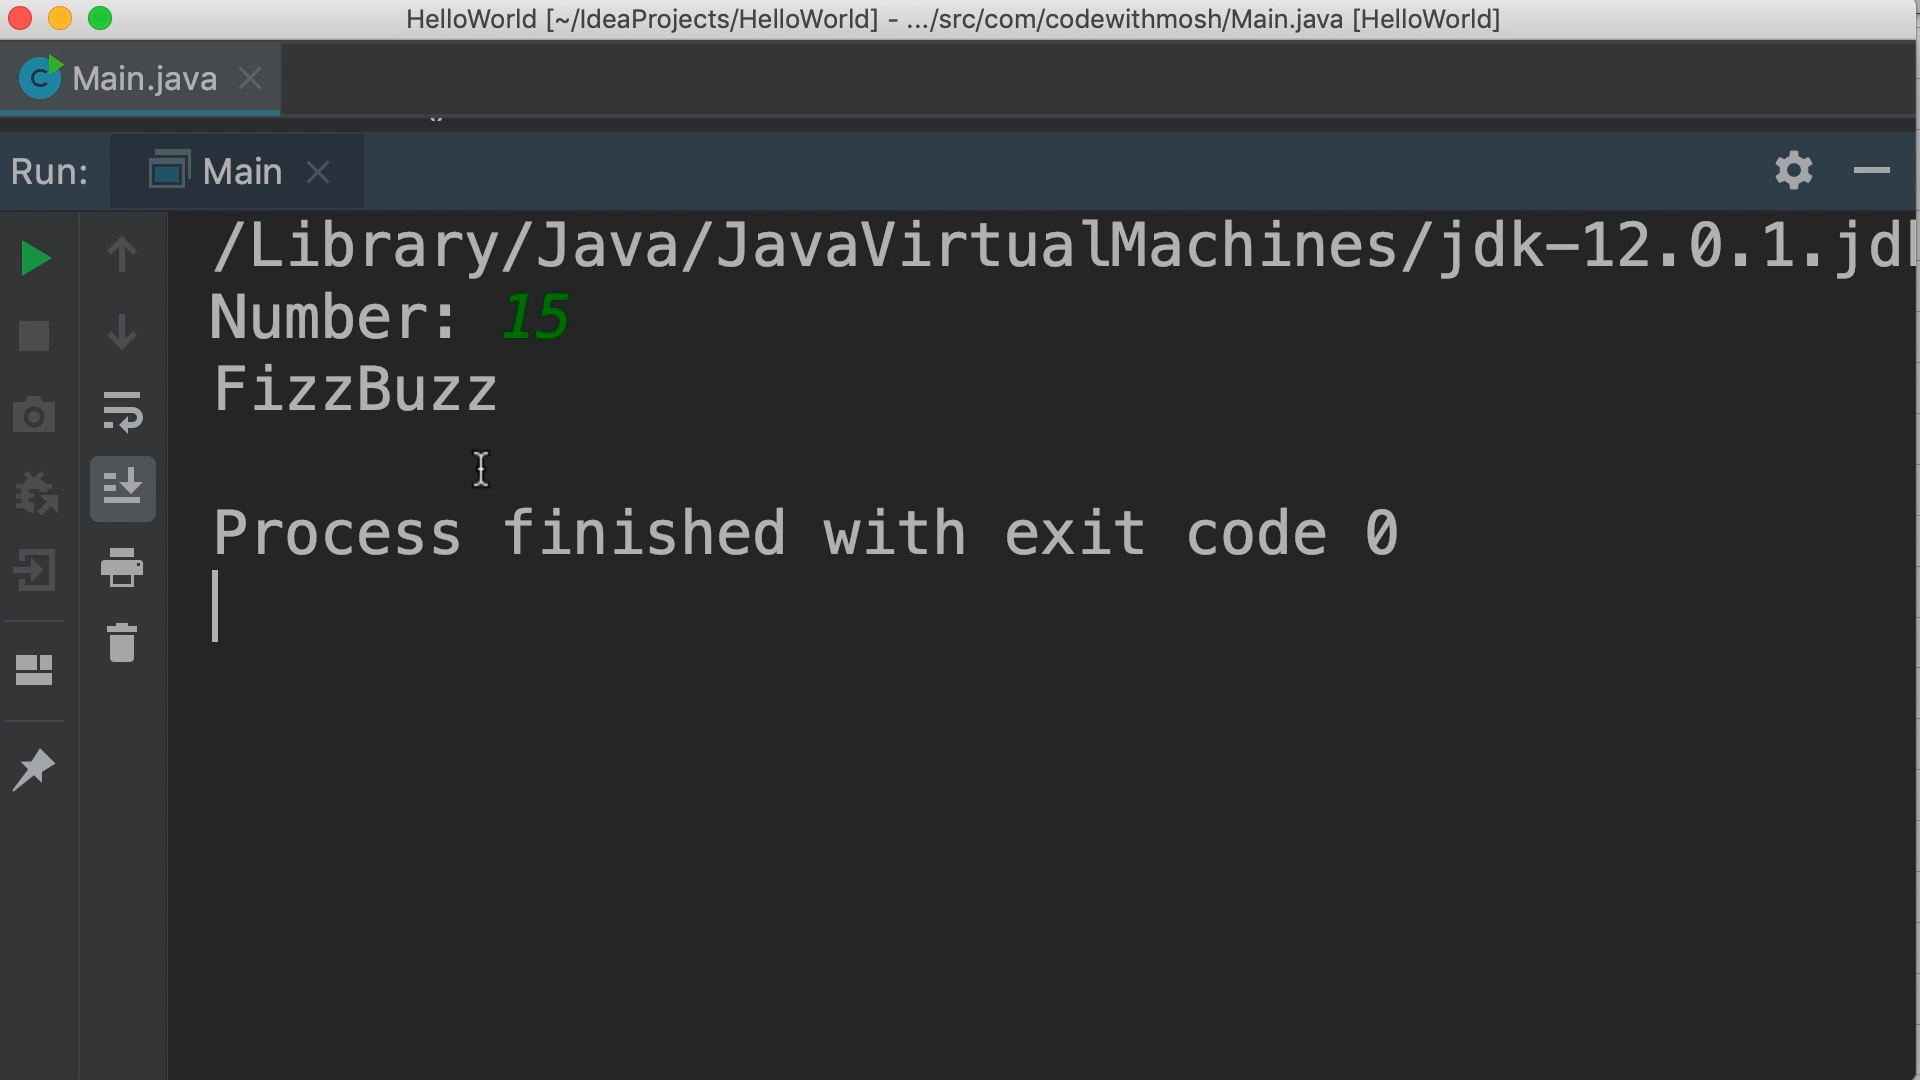 HelloWorld [~/IdeaProjects/HelloWorld] - .../src/com/codewithmosh/Main.java [HelloWorld]
Main.java
Run: Main
/Library/Java/JavaVirtualMachines/jdk-12.0.1.jd
Number: 15
FizzBuzz
Process finished with exit code 0